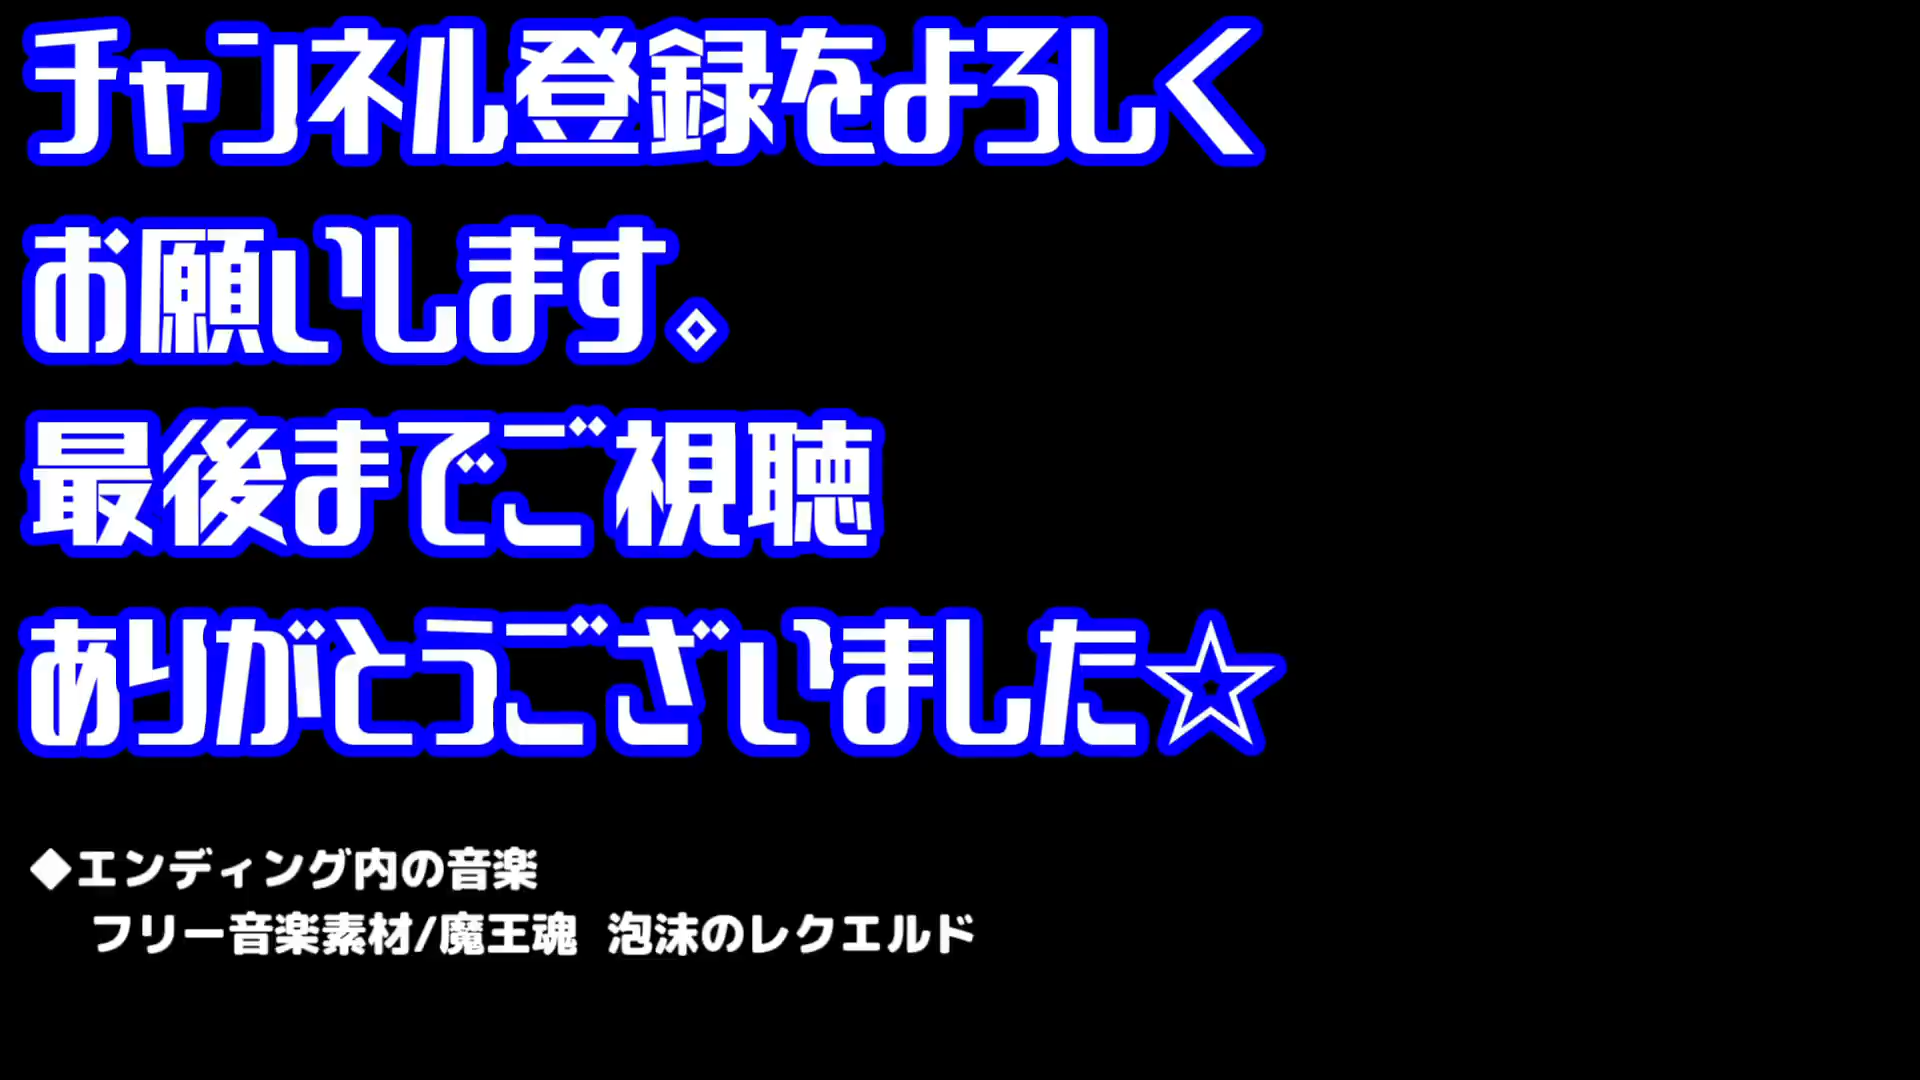 チャンネル登録をよろしく
お願いします。
最後までご視聴
ありがとうございました☆
◆エンディング内の音楽
フリー音楽素材/魔王魂 泡沫のレクエルド